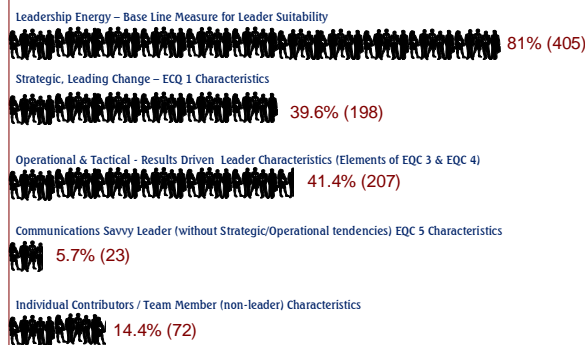 Leadership Energy – Base Line Measure for Leader Suitability
81% (405)
Strategic, Leading Change – ECQ 1 Characteristics
39.6% (198)
Operational & Tactical - Results Driven  Leader Characteristics (Elements of EQC 3 & EQC 4)
41.4% (207)
Communications Savvy Leader (without Strategic/Operational tendencies) EQC 5 Characteristics
5.7% (23)
Individual Contributors / Team Member (non-leader) Characteristics
14.4% (72)